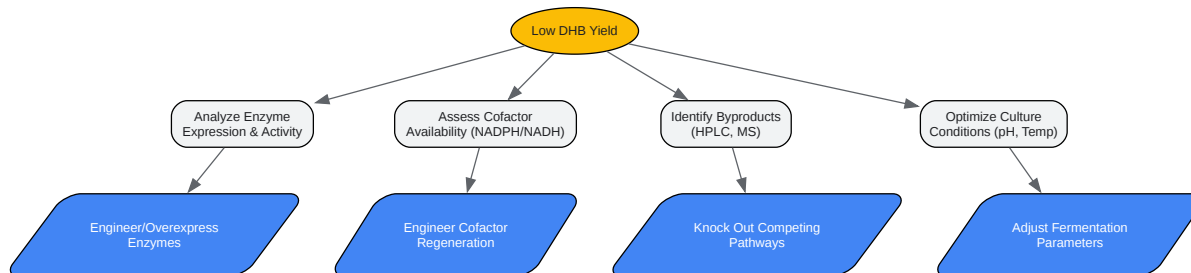 Low DHB Yield
Analyze Enzyme
Expression & Activity
Assess Cofactor
Availability (NADPH/NADH)
Identify Byproducts
(HPLC, MS)
Optimize Culture
Conditions (pH, Temp)
Engineer/Overexpress
Enzymes
Engineer Cofactor
Regeneration
Knock Out Competing
Pathways
Adjust Fermentation
Parameters